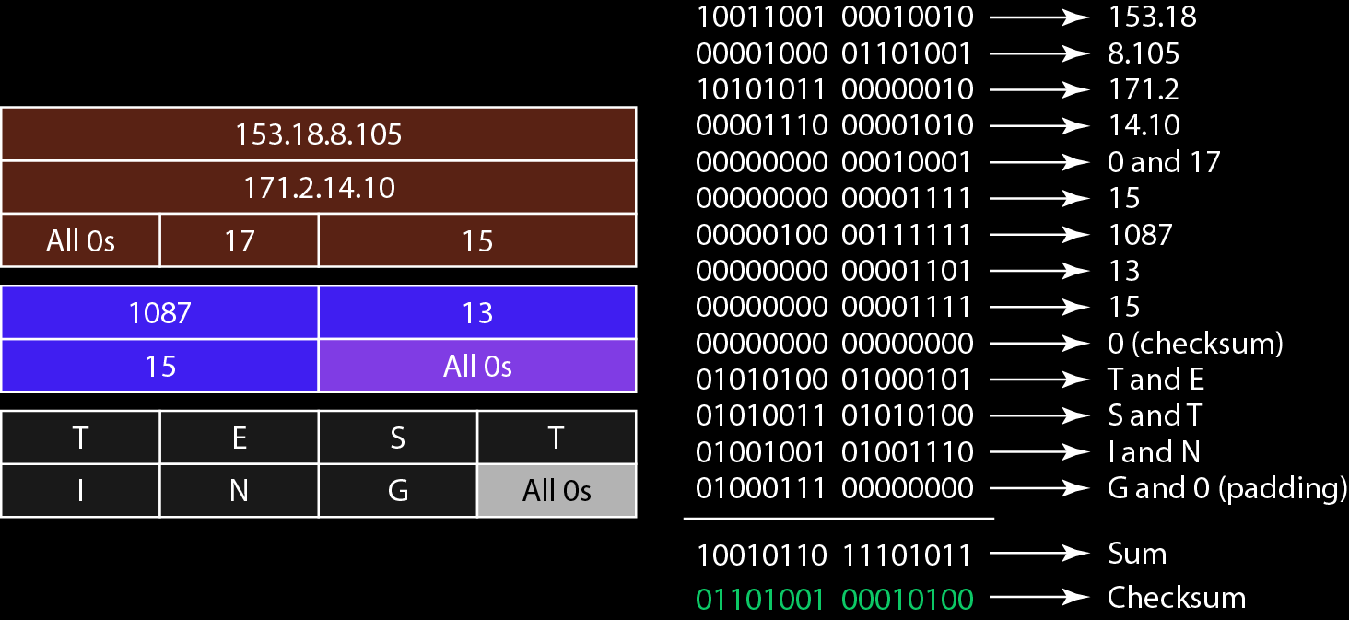 153.18.8.105
171.2.14.10
All 0s 17 15
1087 13
15 All 0s
T E S T
I N G All 0s
10011001 00010010 153.18
00001000 01101001 8.105
10101011 00000010 171.2
00001110 00001010 14.10
00000000 00010001 0 and 17
00000000 00001111 15
00000100 00111111 1087
00000000 00001101 13
00000000 00001111 15
00000000 00000000 0 (checksum)
01010100 01000101 T and E
01010011 01010100 S and T
01001001 01001110 I and N
01000111 00000000 G and 0 (padding)
10010110 11101011 Sum
01101001 00010100 Checksum